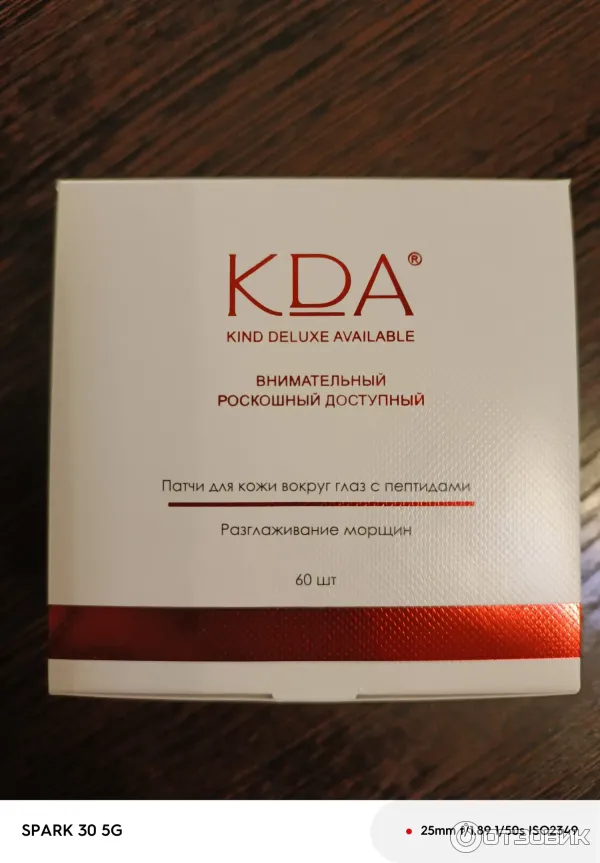 KDA®
KIND DELUXE AVAILABLE
ВНИМАТЕЛЬНЫЙ
РОСКОШНЫЙ ДОСТУПНЫЙ
Патчи для кожи вокруг глаз с пептидами
Разглаживание морщин
60 шт
SPARK 30 5G
25mm f/1.89 1/50s ISO2349
ОТЗОВИК